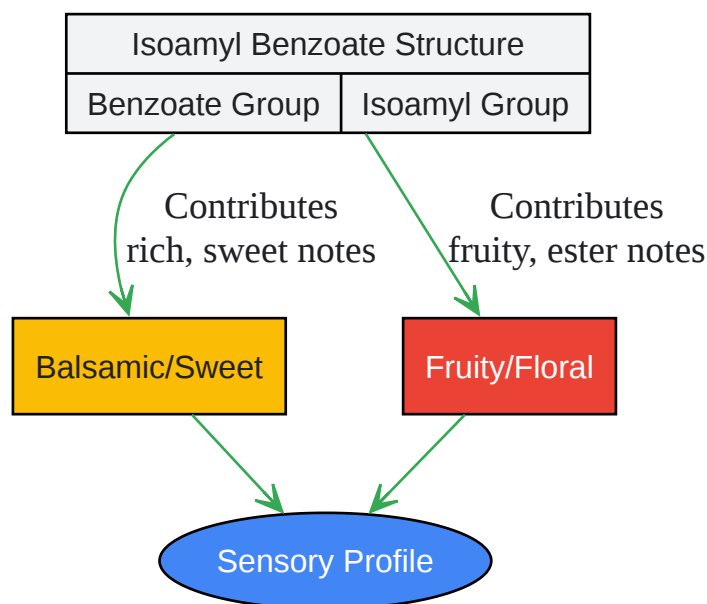 Isoamyl Benzoate Structure
Benzoate Group
Isoamyl Group
Contributes
rich, sweet notes
Contributes
fruity, ester notes
Balsamic/Sweet
Fruity/Floral
Sensory Profile